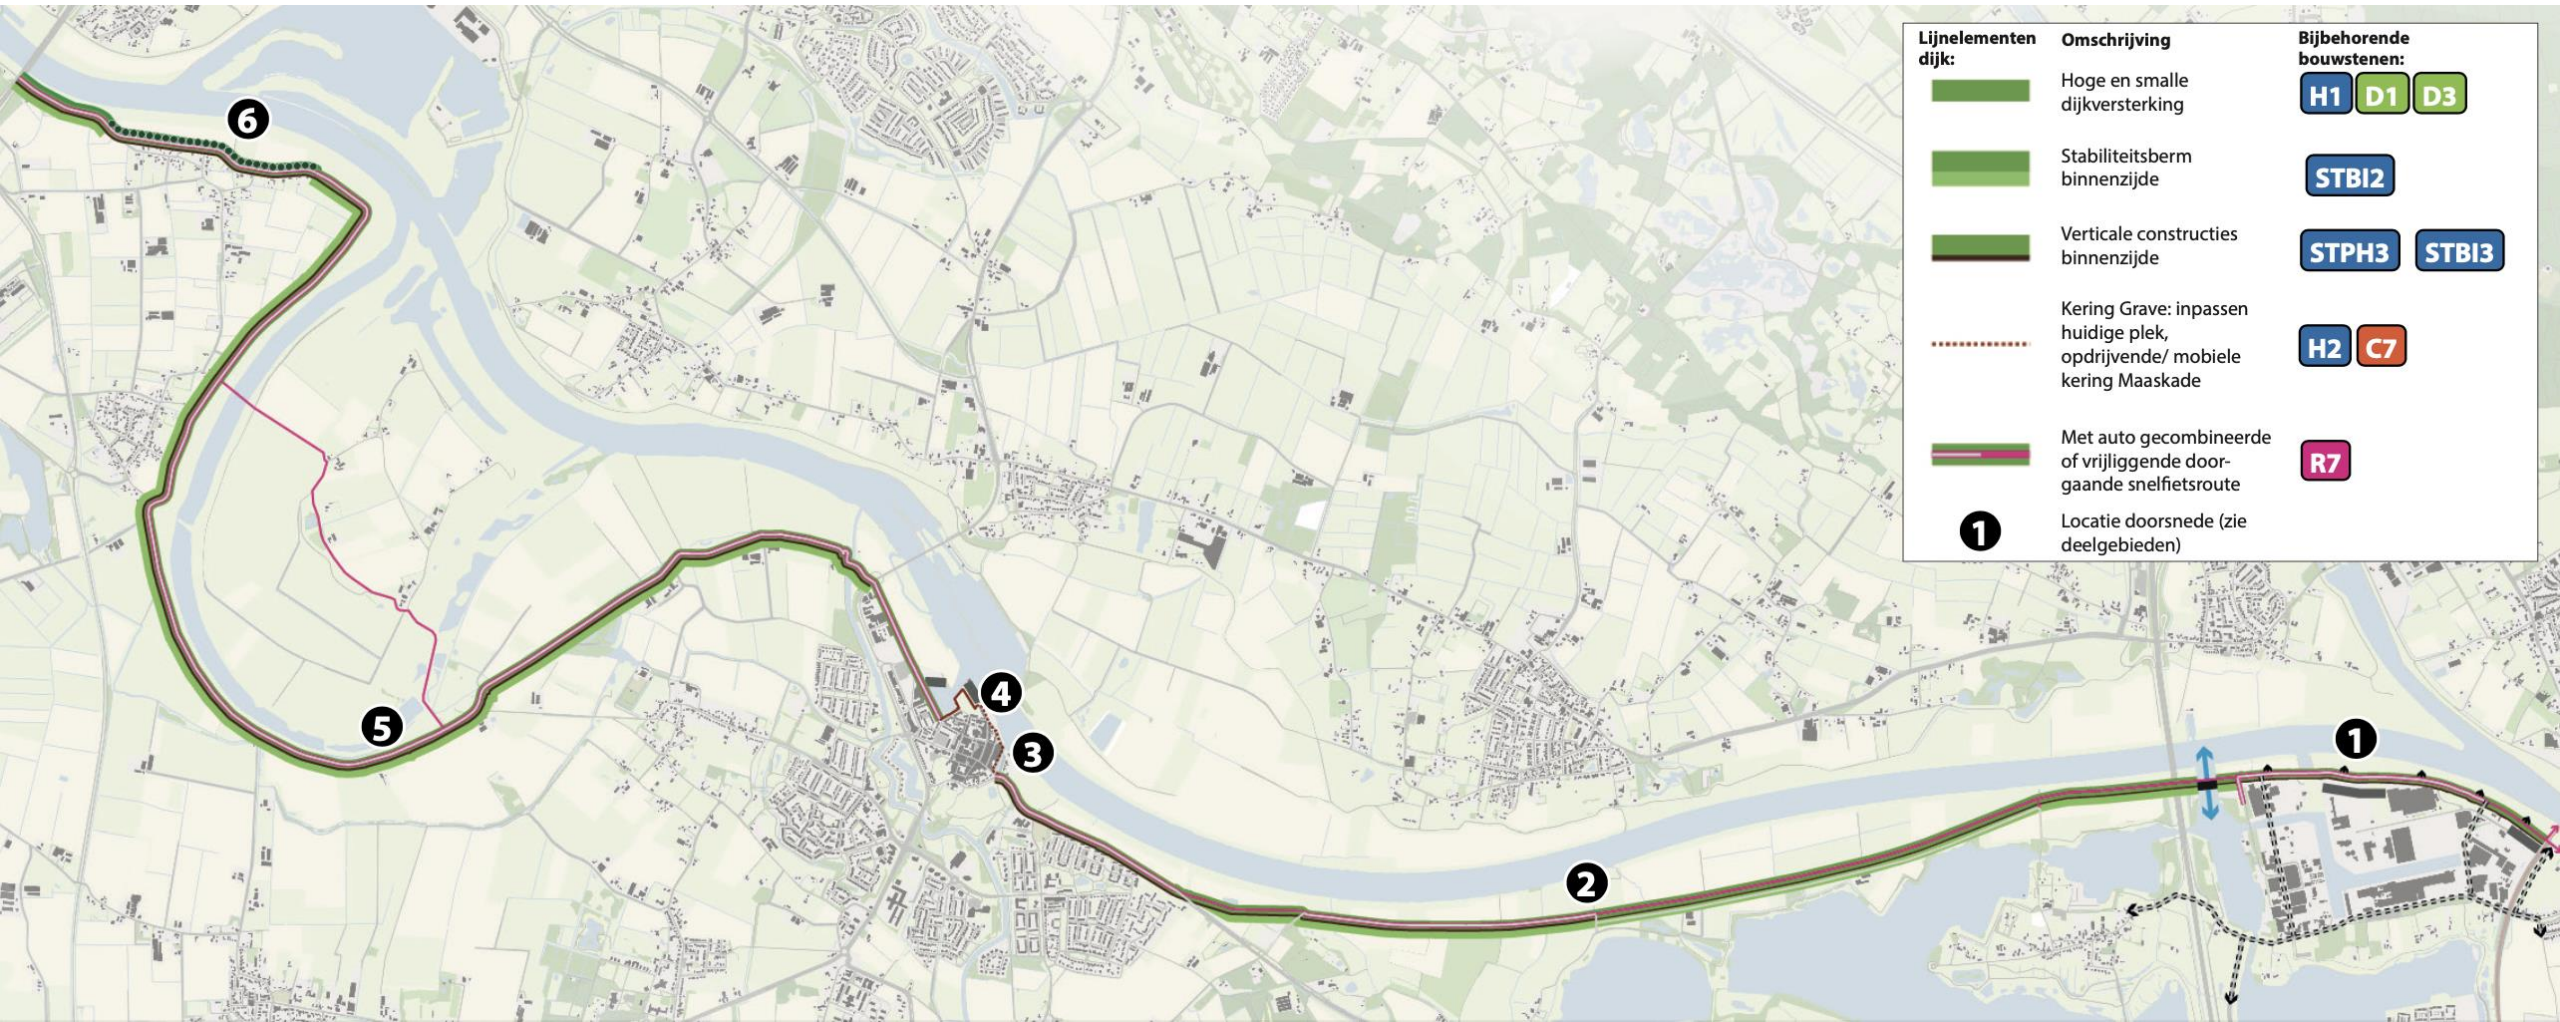 Lijnelementen
dijk:
Omschrijving
Bijbehorende
bouwstenen:
Hoge en smalle
dijkversterking
H1 D1 D3
Stabiliteitsberm
binnenzijde
STBI2
Verticale constructies
binnenzijde
STPH3 STBI3
Kering Grave: inpassen
huidige plek,
opdrijvende/ mobiele
kering Maaskade
H2 C7
Met auto gecombineerde
of vrijliggende door-
gaande snelfietsroute
R7
1
Locatie doorsnede (zie
deelgebieden)
6
5
4
3
2
1